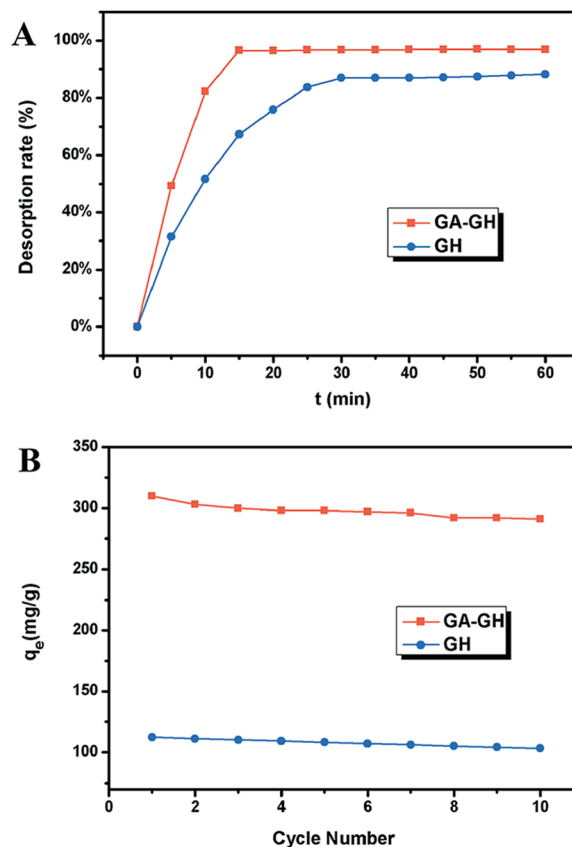 A
Desorption rate (%)
100%
80%
60%
40%
20%
0%
GA-GH
GH
0 10 20 30 40 50 60
t (min)
B
q_e(mg/g)
350
300
250
200
150
100
GA-GH
GH
0 2 4 6 8 10
Cycle Number